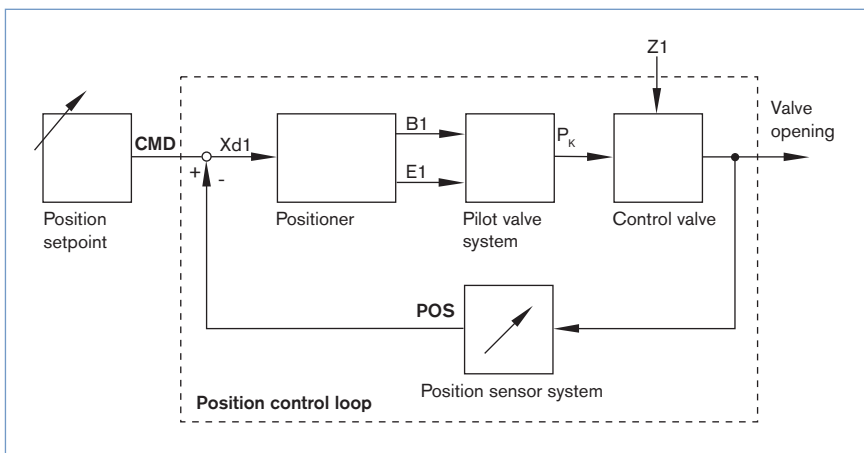 Z1
Valve
opening
CMD
Xd1
B1
E1
P_K
+
-
Position
setpoint
Positioner
Pilot valve
system
Control valve
POS
Position sensor system
Position control loop